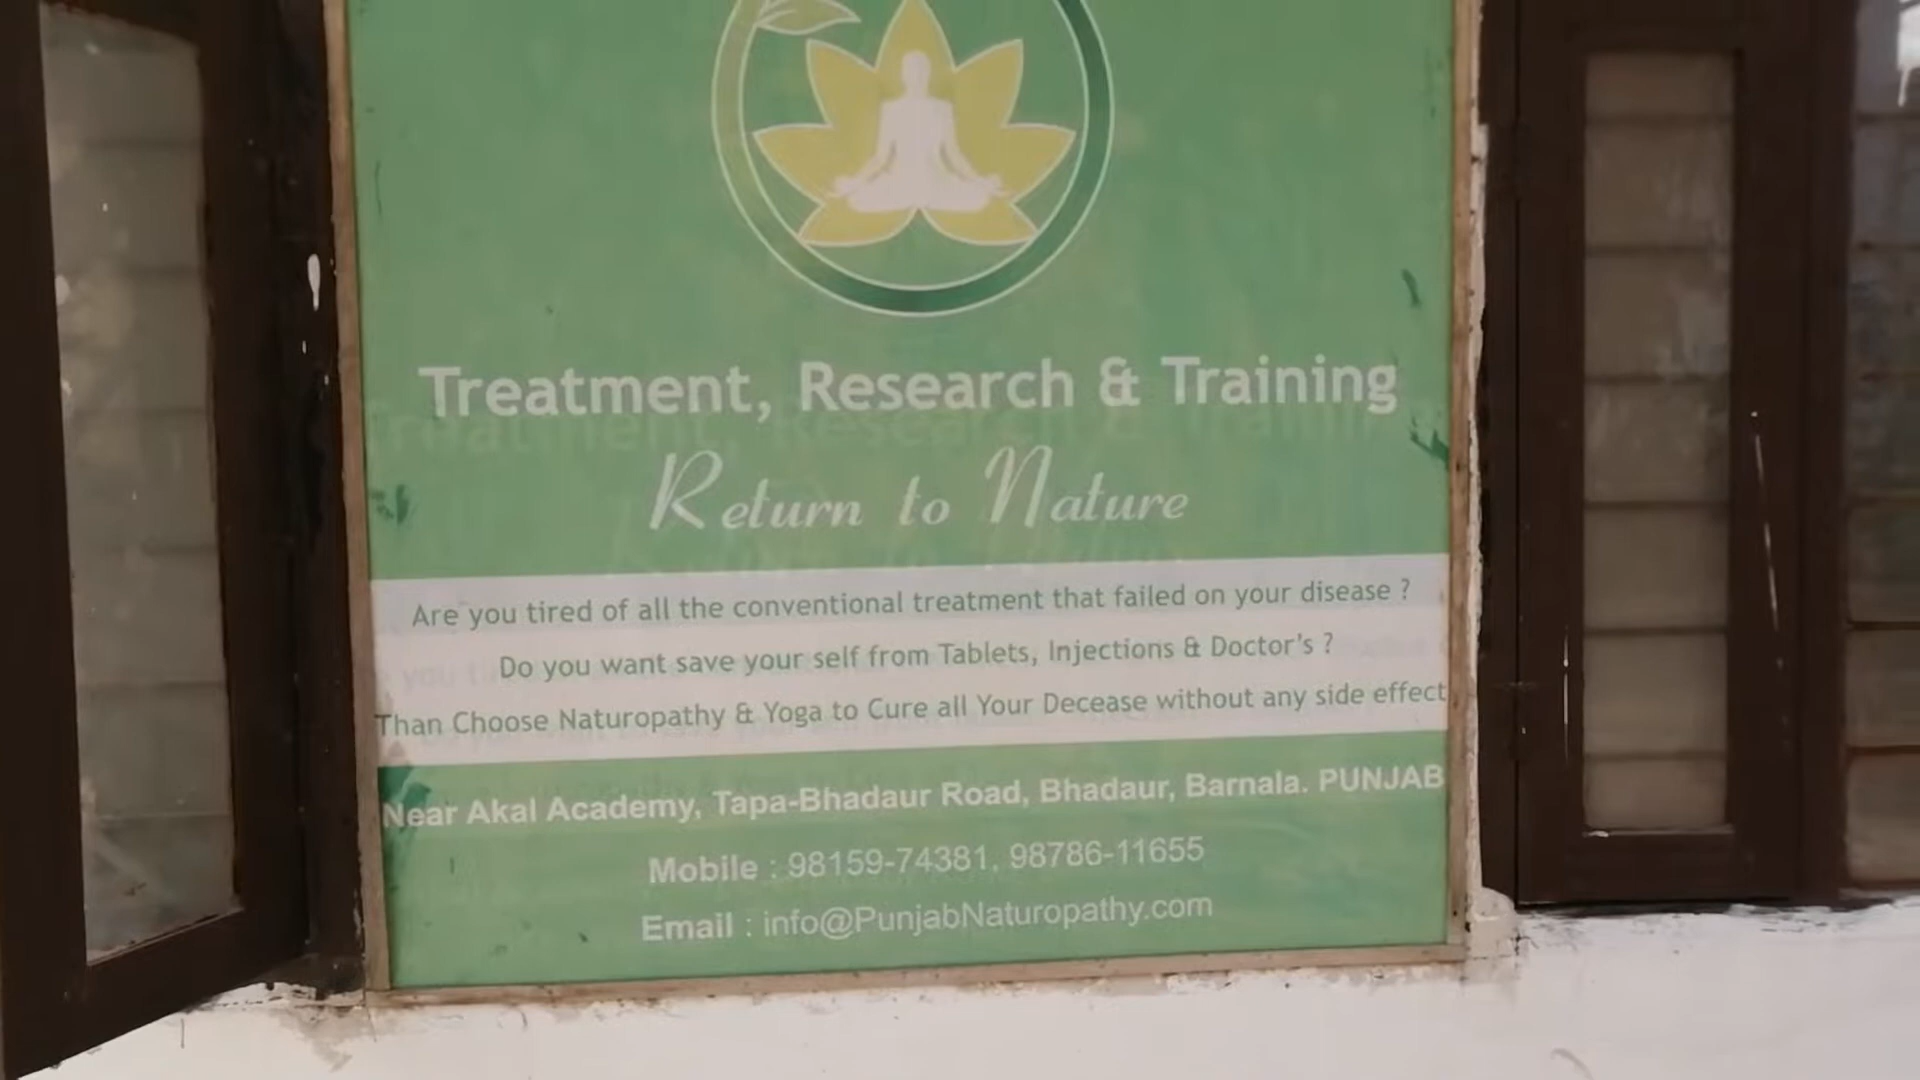 Treatment, Research & Training
Return to Nature
Are you tired of all the conventional treatment that failed on your disease ?
Do you want save your self from Tablets, Injections & Doctor's ?
Than Choose Naturopathy & Yoga to Cure all Your Decease without any side effect
Near Akal Academy, Tapa-Bhadaur Road, Bhadaur, Barnala. PUNJAB
Mobile : 98159-74381, 98786-11655
Email : info@PunjabNaturopathy.com